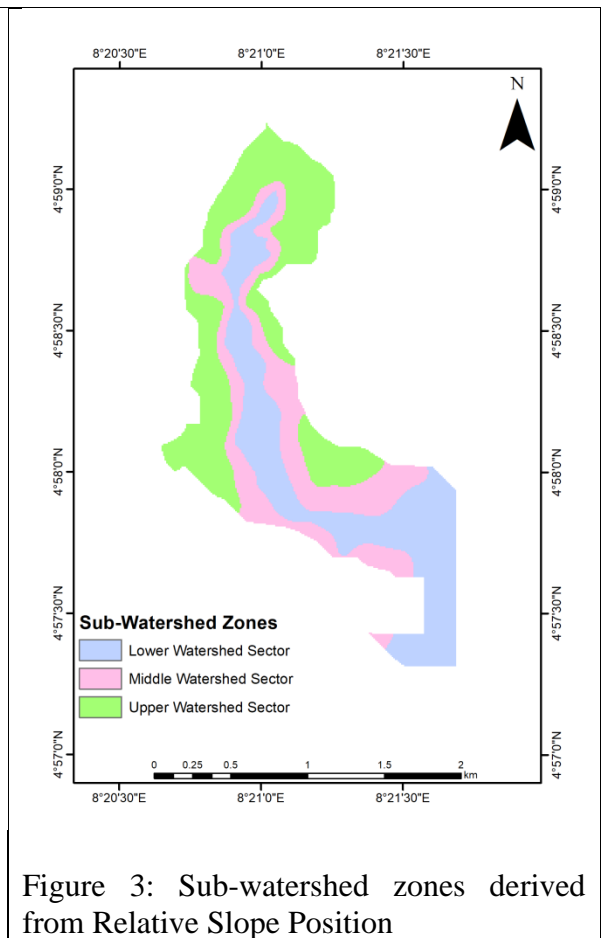 8°20'30"E 8°21'0"E 8°21'30"E
N
4°59'0"N 4°59'0"N
4°58'30"N 4°58'30"N
4°58'0"N 4°58'0"N
4°57'30"N 4°57'30"N
4°57'0"N 4°57'0"N
Sub-Watershed Zones
Lower Watershed Sector
Middle Watershed Sector
Upper Watershed Sector
0 0.25 0.5 1 1.5 2
km
8°20'30"E 8°21'0"E 8°21'30"E
Figure 3: Sub-watershed zones derived
from Relative Slope Position